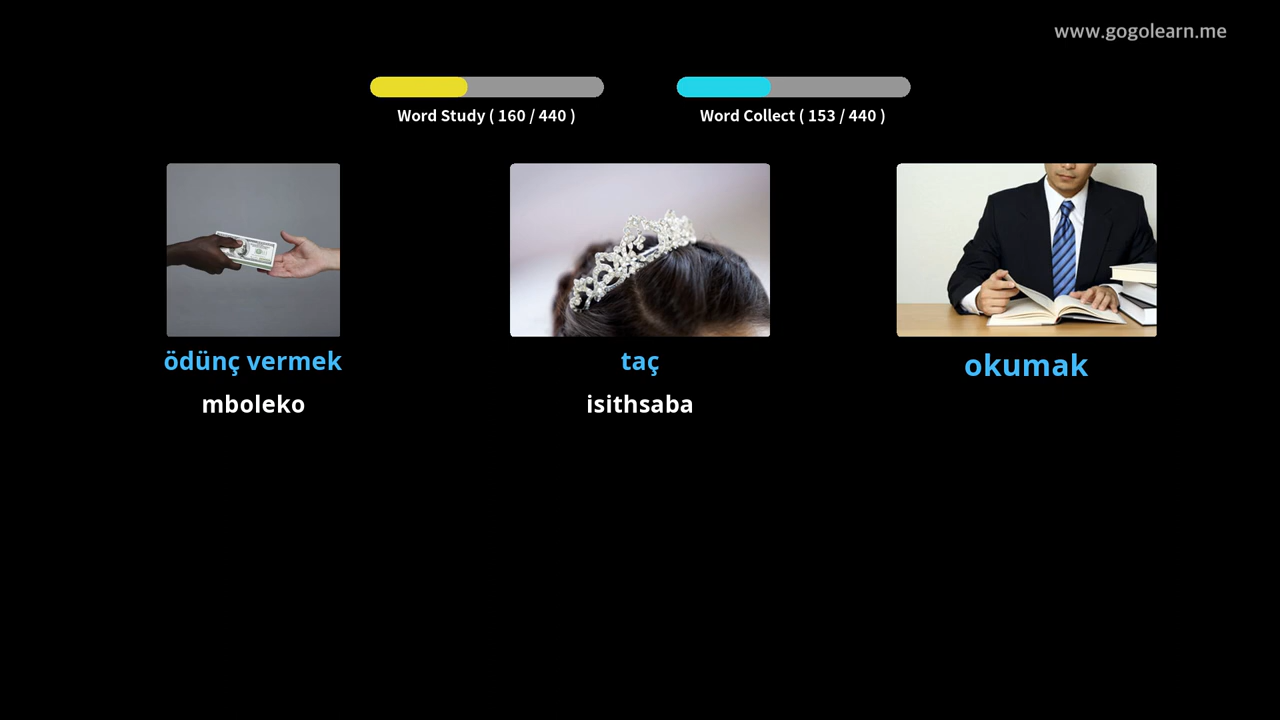 www.gogolearn.me
Word Study ( 160 / 440 )
Word Collect ( 153 / 440 )
ödünç vermek
mboleko
taç
isithsaba
okumak